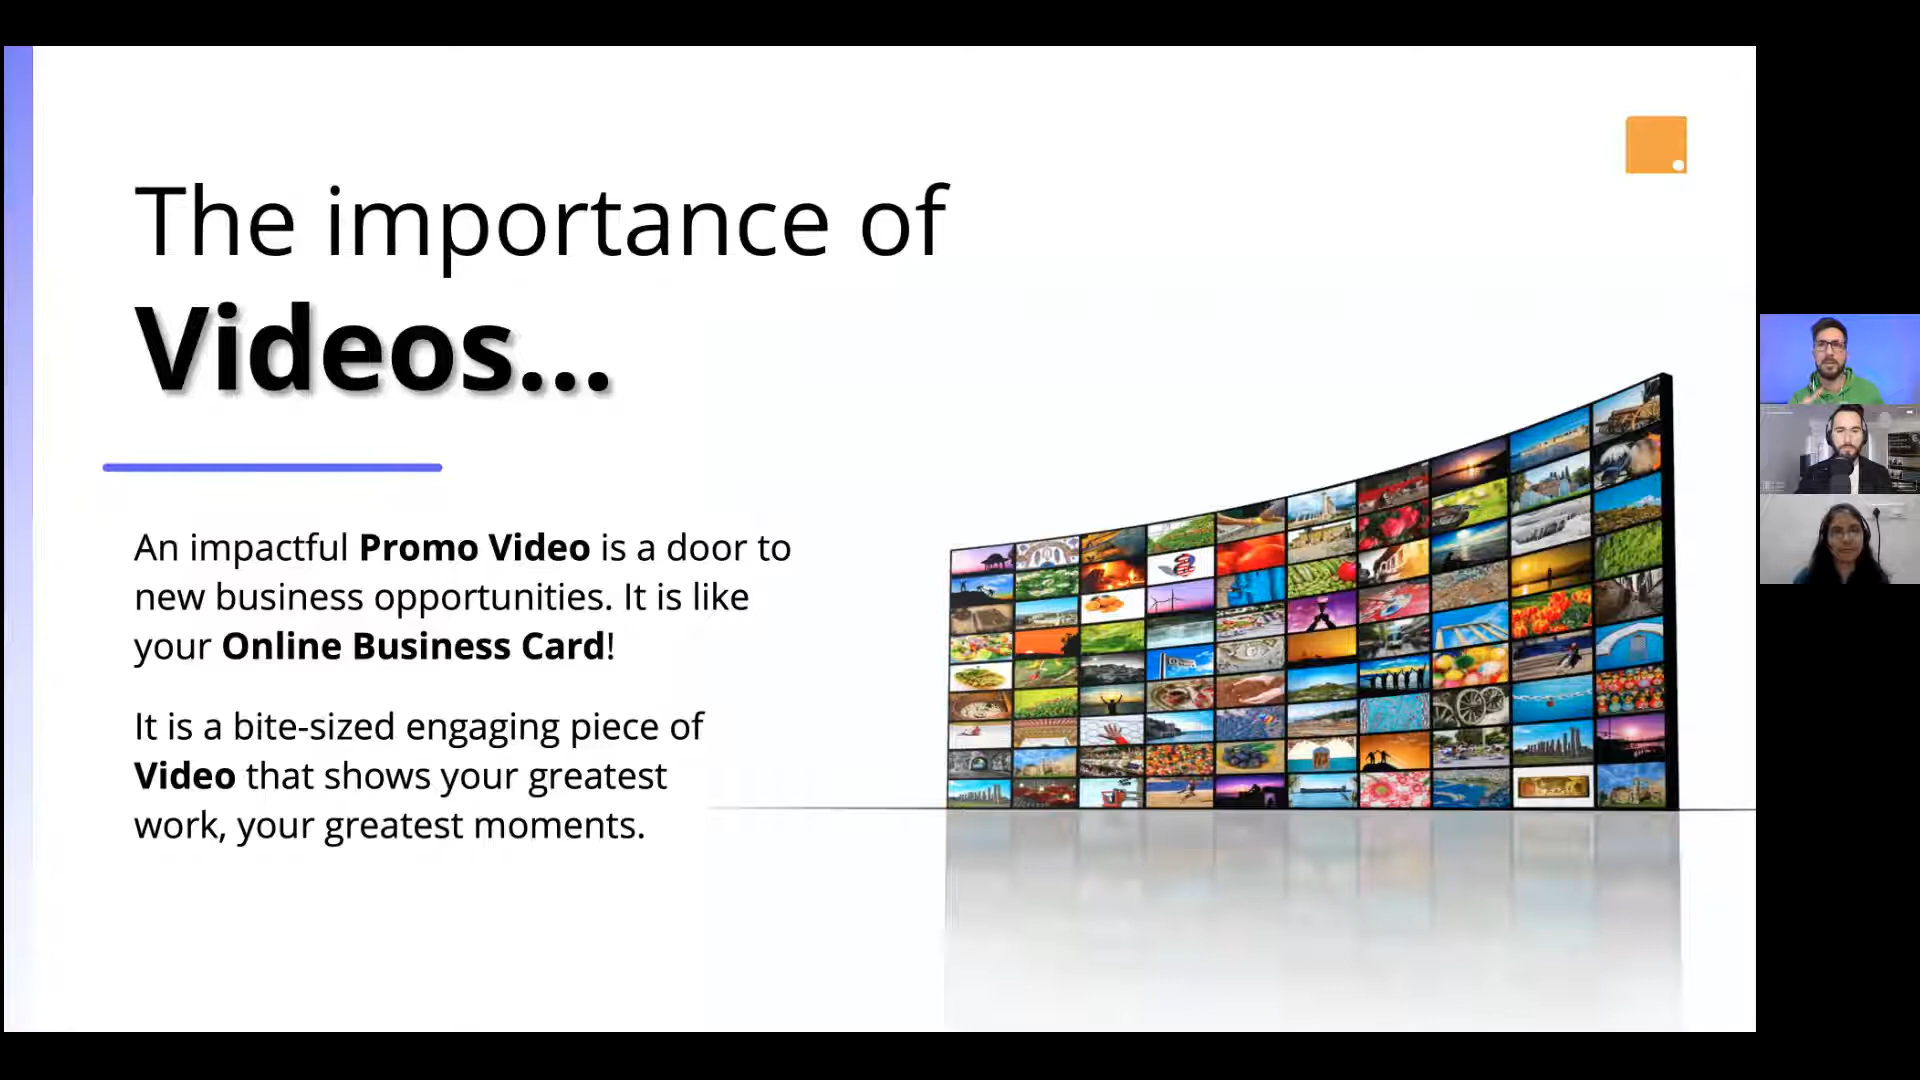 The importance of
Videos...
An impactful Promo Video is a door to
new business opportunities. It is like
your Online Business Card!
It is a bite-sized engaging piece of
Video that shows your greatest
work, your greatest moments.